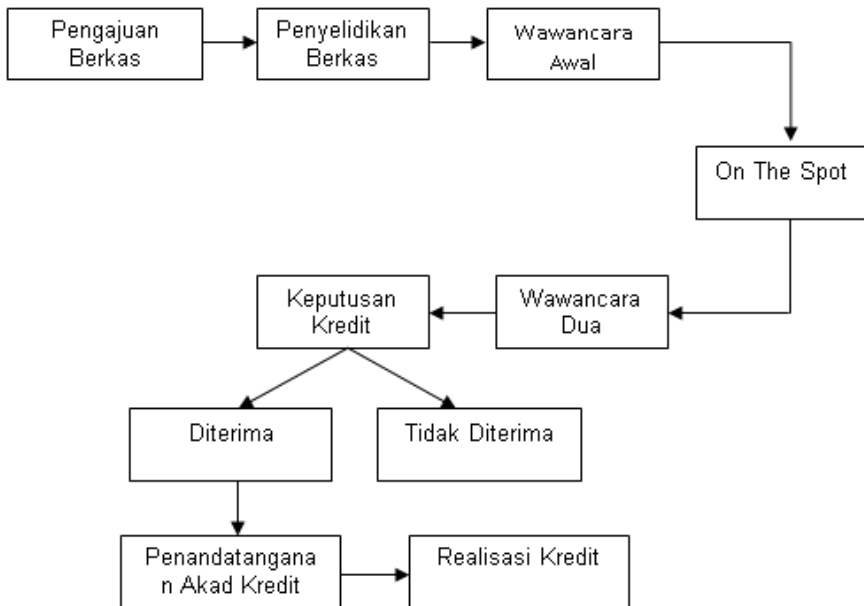 Pengajuan
Berkas
Penyelidikan
Berkas
Wawancara
Awal
On The Spot
Wawancara
Dua
Keputusan
Kredit
Diterima
Tidak Diterima
Penandatangana
n Akad Kredit
Realisasi Kredit